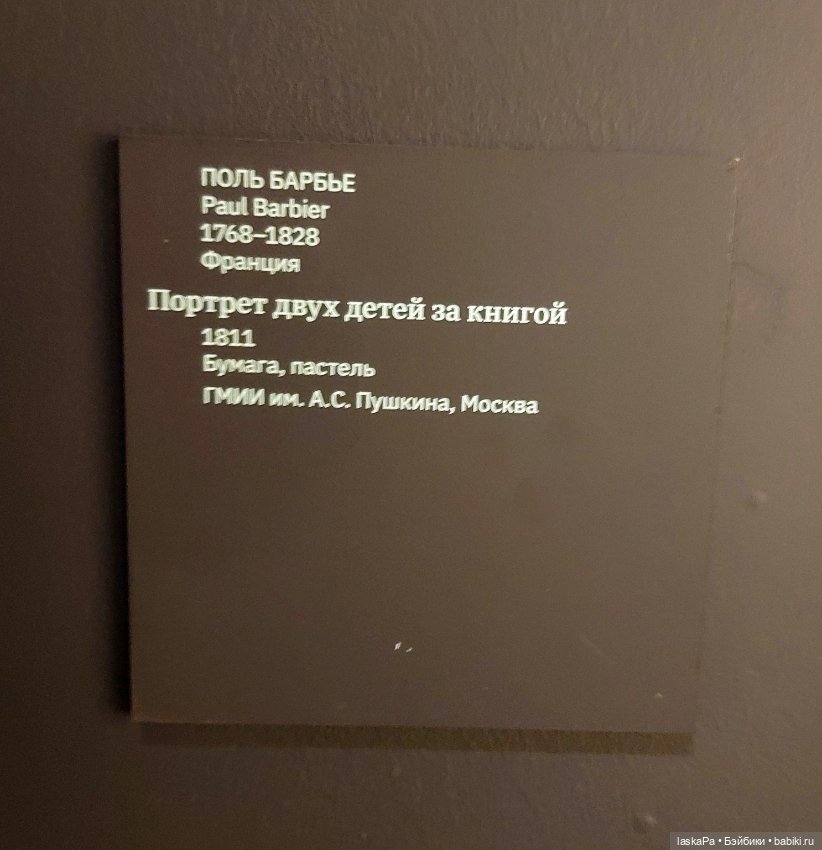 ПОЛЬ БАРБЬЕ
Paul Barbier
1768–1828
Франция
Портрет двух детей за книгой
1811
Бумага, пастель
ГМИИ им. А.С. Пушкина, Москва
laskaPa • Бэйбики • babiki.ru